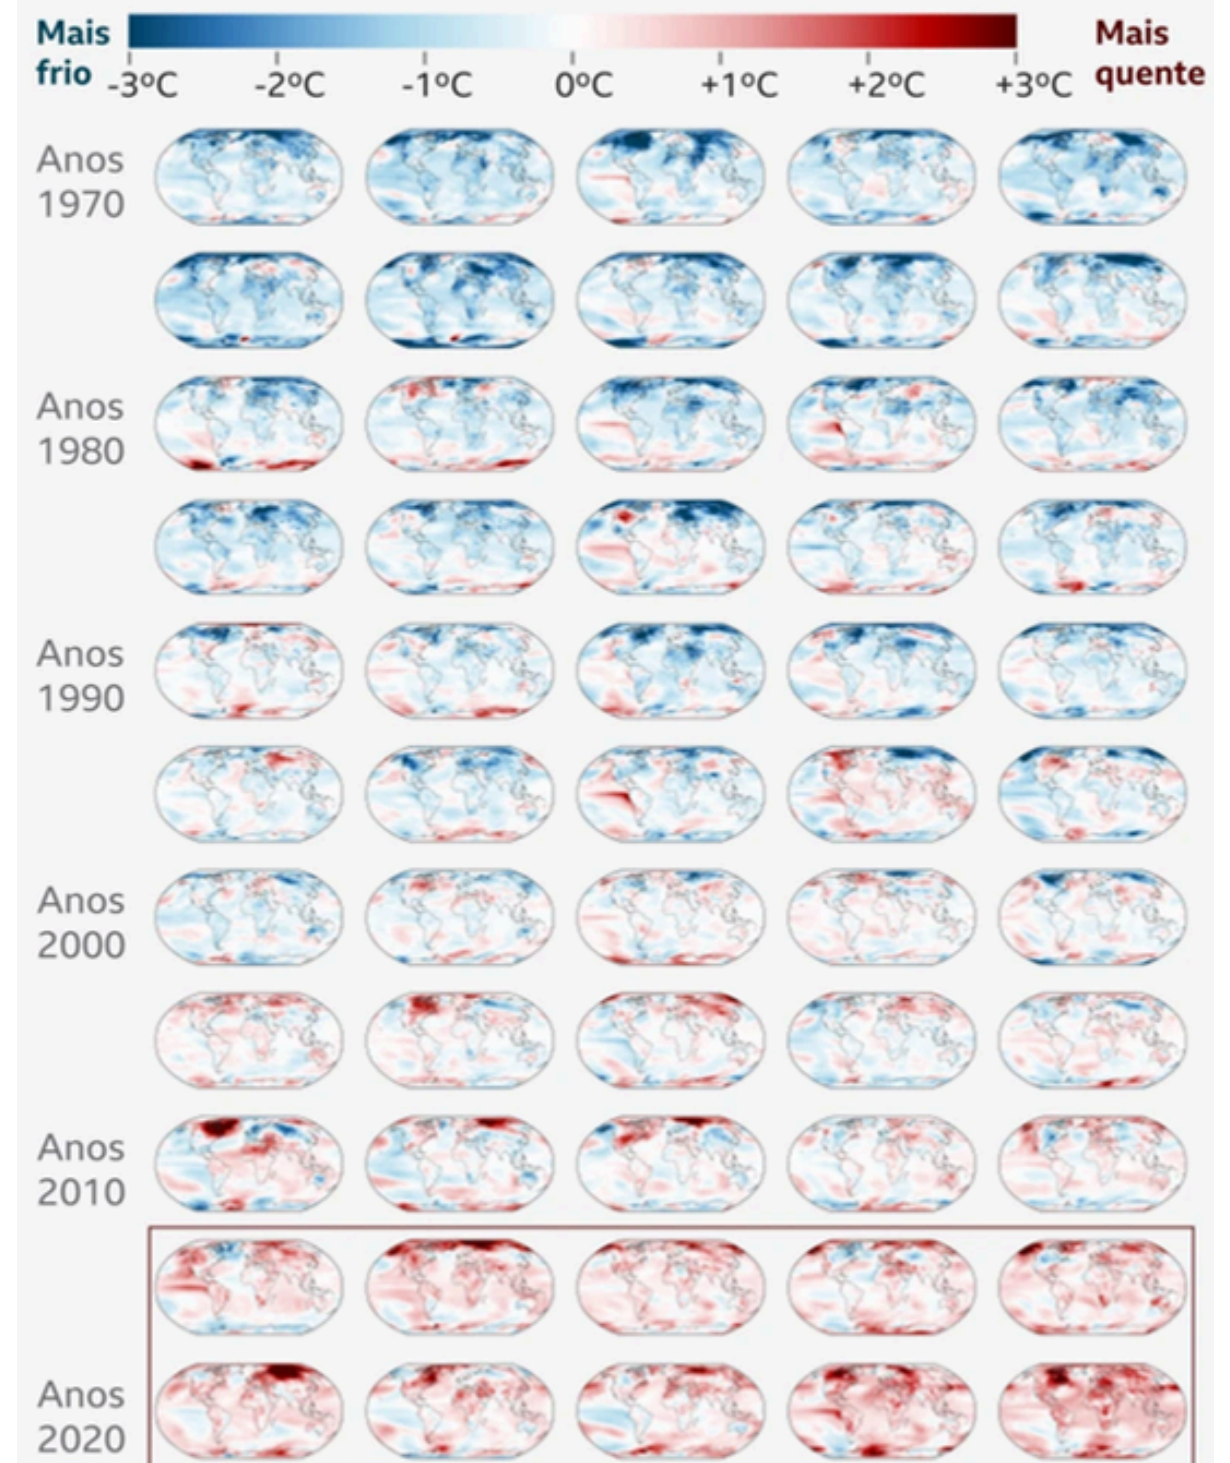 Mais
frio
-3ºC
-2ºC
-1ºC
0ºC
+1ºC
+2ºC
+3ºC
Mais
quente
Anos
1970
Anos
1980
Anos
1990
Anos
2000
Anos
2010
Anos
2020